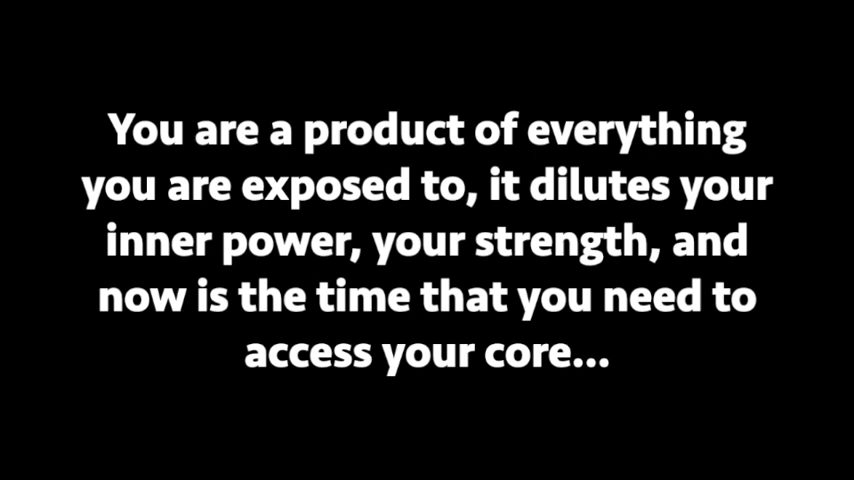 You are a product of everything
you are exposed to, it dilutes your
inner power, your strength, and
now is the time that you need to
access your core...